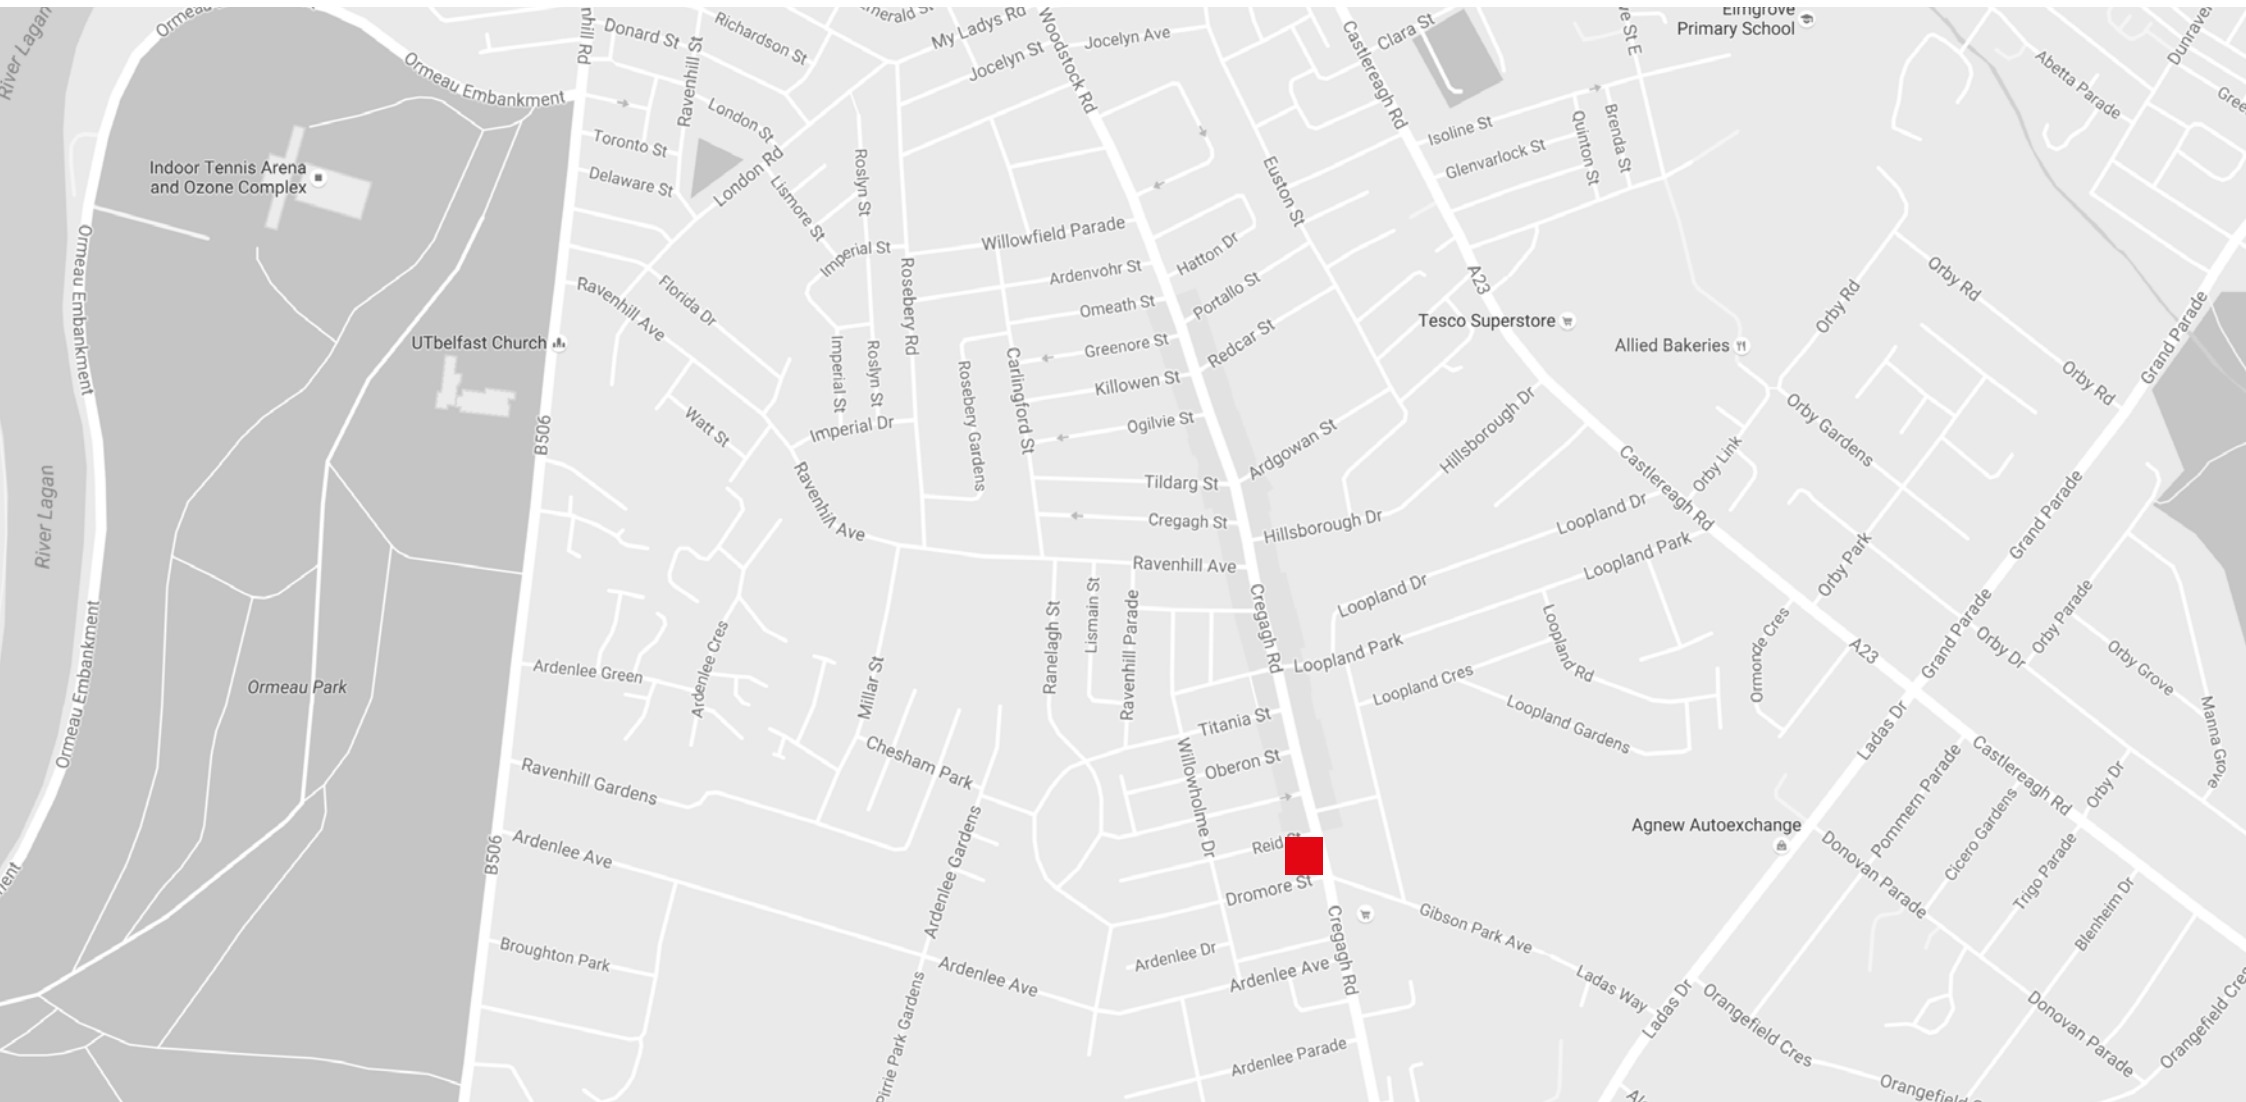 River Lagan
Ormeau Embankment
Donard St
Ravenhill St
Richardson St
My Ladys Rd
Jocelyn St
Woodstock Rd
Jocelyn Ave
Castlereagh Rd
Clara St
Elmgrove
Primary School
Abetta Parade
London St
Toronto St
Delaware St
London Rd
Lismore St
Roslyn St
Imperial St
Indoor Tennis Arena
and Ozone Complex
Ormeau Embankment
Willowfield Parade
Ardenvohr St
Omeath St
Greenore St
Killowen St
Ogilvie St
Tildarg St
Cregagh St
Ravenhill Ave
Hatton Dr
Portallo St
Redcar St
Euston St
Isoline St
Glenvarlock St
Quinton St
Brenda St
A23
Tesco Superstore
Allied Bakeries
Orby Rd
Orby Rd
Orby Rd
Grand Parade
Ravenhill Ave
Florida Dr
Rosebery Rd
UTbelfast Church
Imperial St
Roslyn St
Rosebery Gardens
Carlingford St
Watt St
Imperial Dr
B506
Ravenhill Ave
Ardgowan St
Hillsborough Dr
Hillsborough Dr
Castlereagh Rd
Orby Link
Orby Gardens
Loopland Dr
Loopland Park
Grand Parade
Orby Park
River Lagan
Ormeau Embankment
Ormeau Park
Ardenlee Green
Ardenlee Cres
Millar St
Ranelagh St
Lismain St
Ravenhill Parade
Cregagh Rd
Loopland Dr
Loopland Park
Loopland Cres
Loopland Rd
Loopland Gardens
Ormonde Cres
A23
Grand Parade
Orby Dr
Orby Parade
Orby Grove
Manna Grove
Ladas Dr
Castlereagh Rd
Pommern Parade
Cicero Gardens
Orby Dr
Trigo Parade
Blenheim Dr
Agnew Autoexchange
Donovan Parade
Titania St
Oberon St
Willowholme Dr
Reid St
Dromore St
Chesham Park
Ravenhill Gardens
Ardenlee Ave
B506
Ardenlee Gardens
Broughton Park
Ardenlee Ave
Pirrie Park Gardens
Ardenlee Dr
Ardenlee Ave
Cregagh Rd
Ardenlee Parade
Gibson Park Ave
Ladas Way
Ladas Dr
Orangefield Cres
Donovan Parade
Orangefield Cres